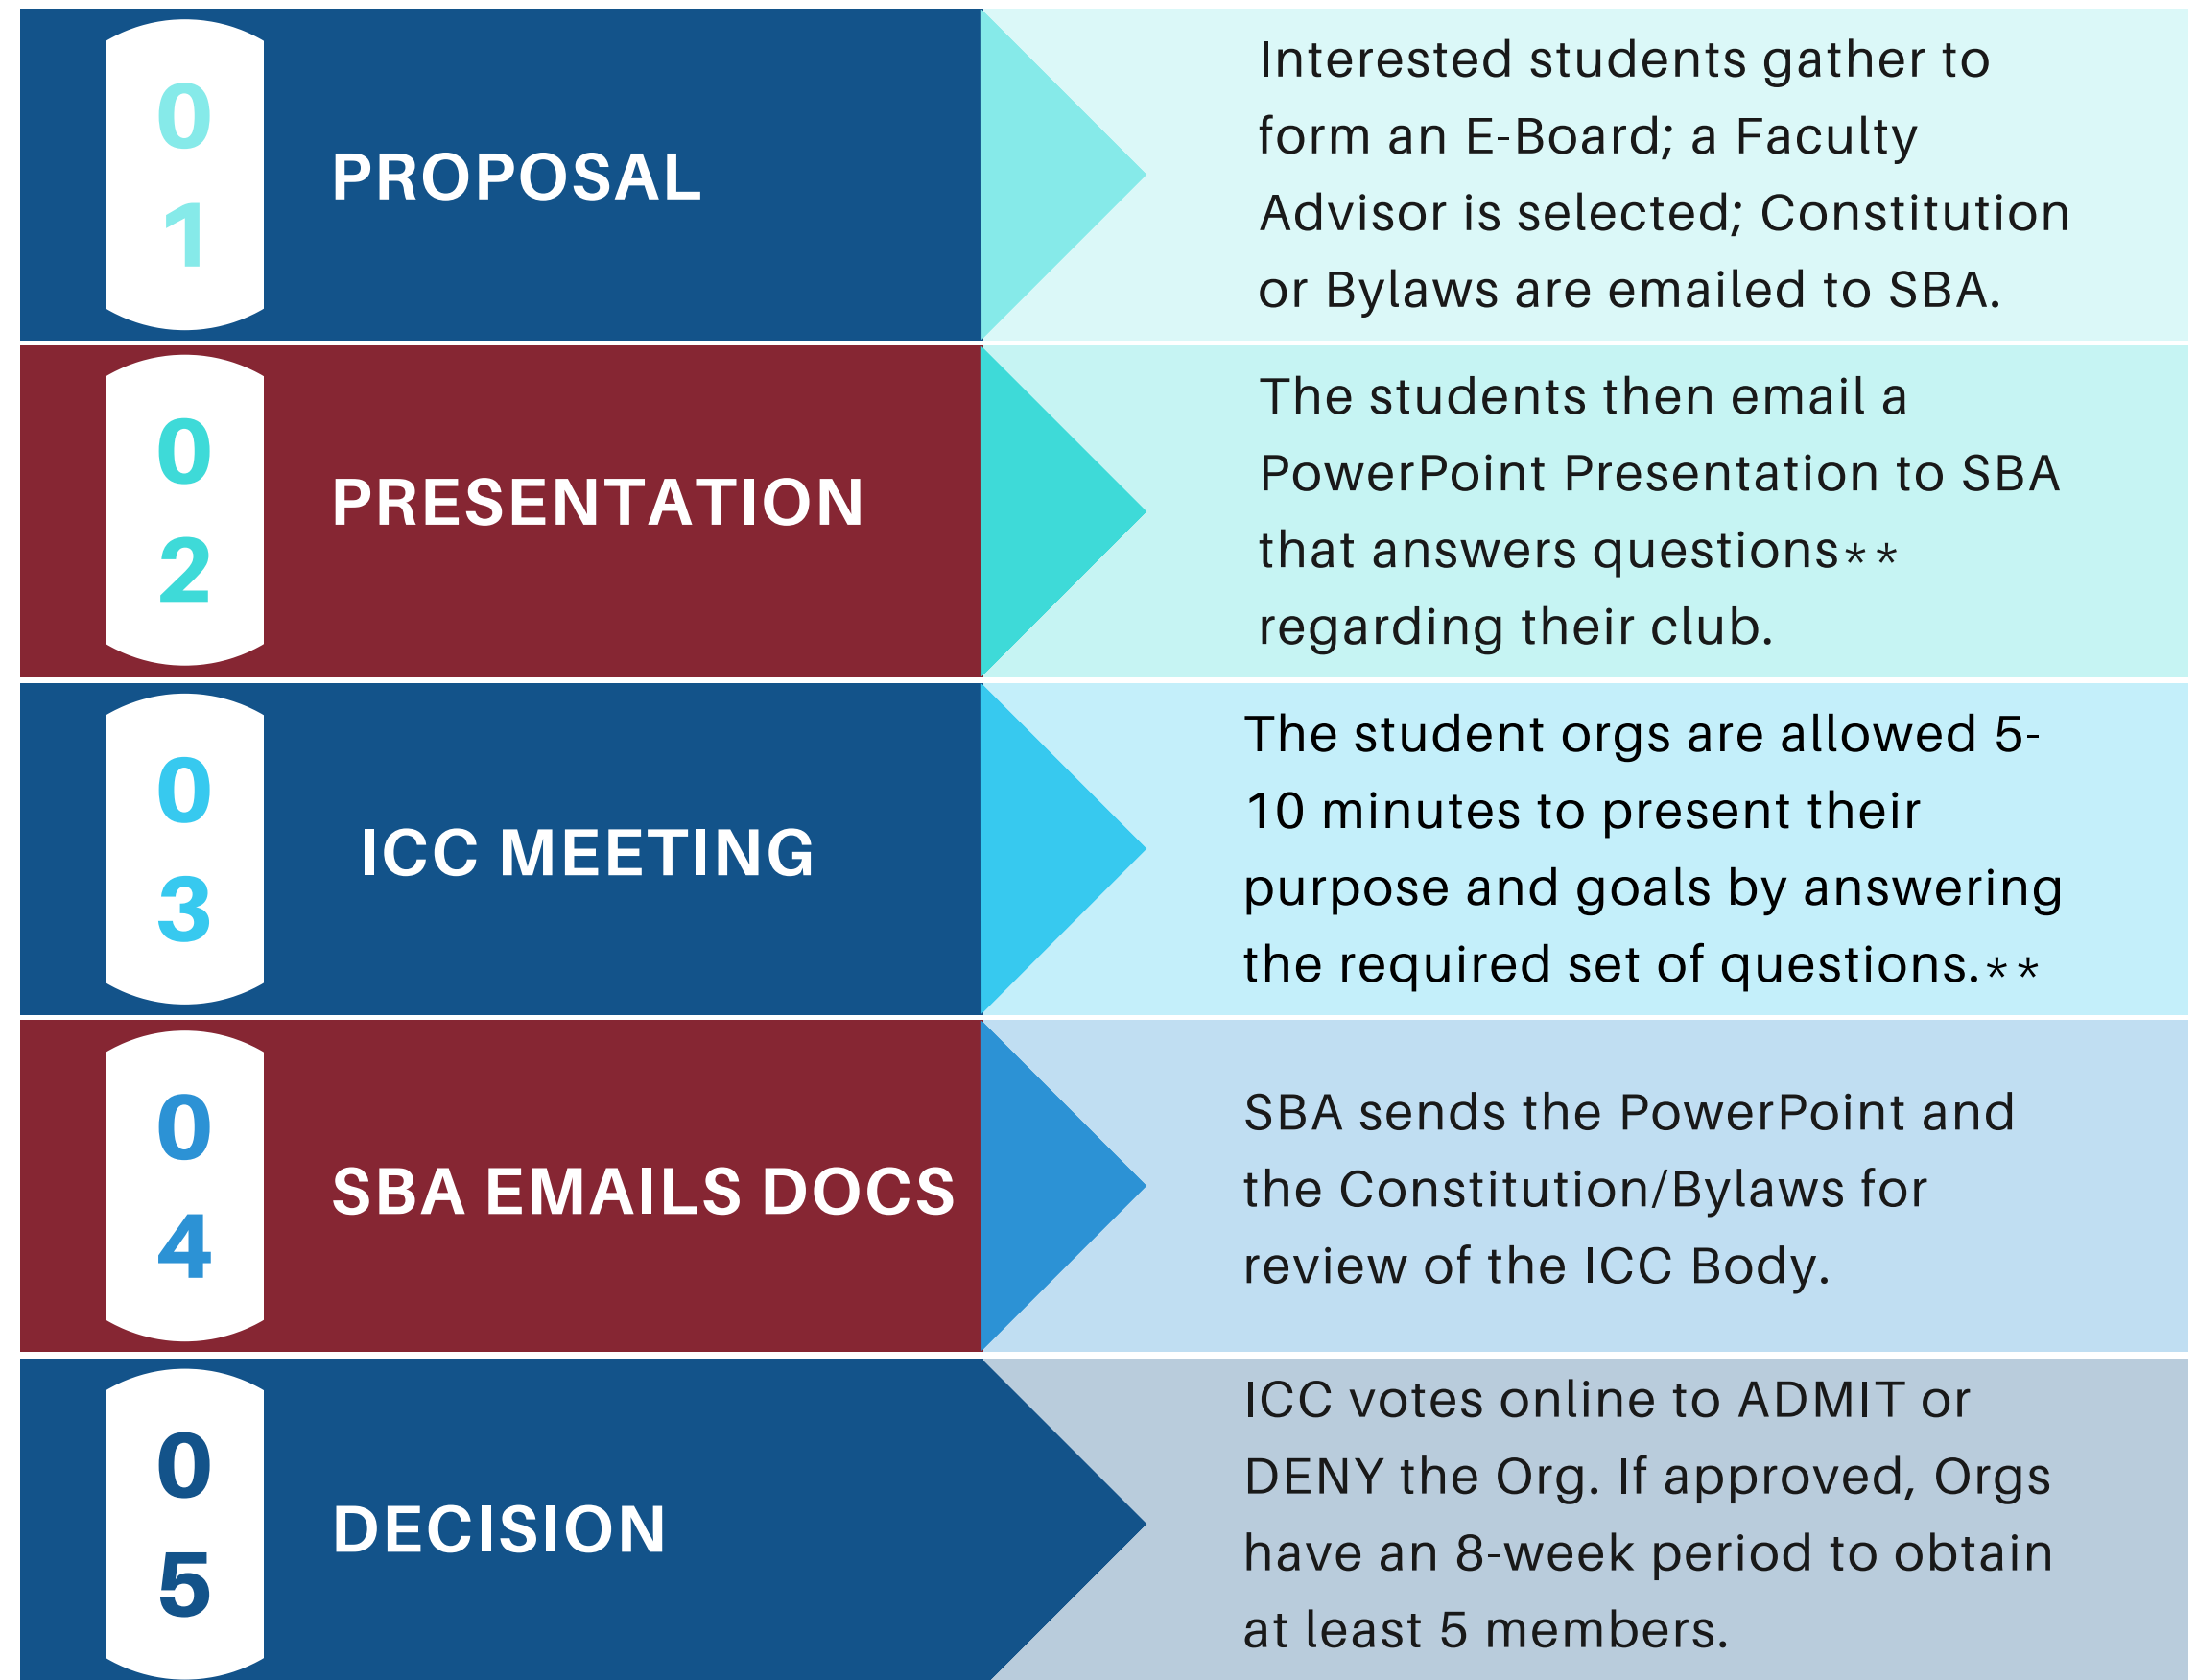 0
1
PROPOSAL
Interested students gather to
form an E-Board; a Faculty
Advisor is selected; Constitution
or Bylaws are emailed to SBA.
0
2
PRESENTATION
The students then email a
PowerPoint Presentation to SBA
that answers questions**
regarding their club.
0
3
ICC MEETING
The student orgs are allowed 5-
10 minutes to present their
purpose and goals by answering
the required set of questions.**
0
4
SBA EMAILS DOCS
SBA sends the PowerPoint and
the Constitution/Bylaws for
review of the ICC Body.
0
5
DECISION
ICC votes online to ADMIT or
DENY the Org. If approved, Orgs
have an 8-week period to obtain
at least 5 members.